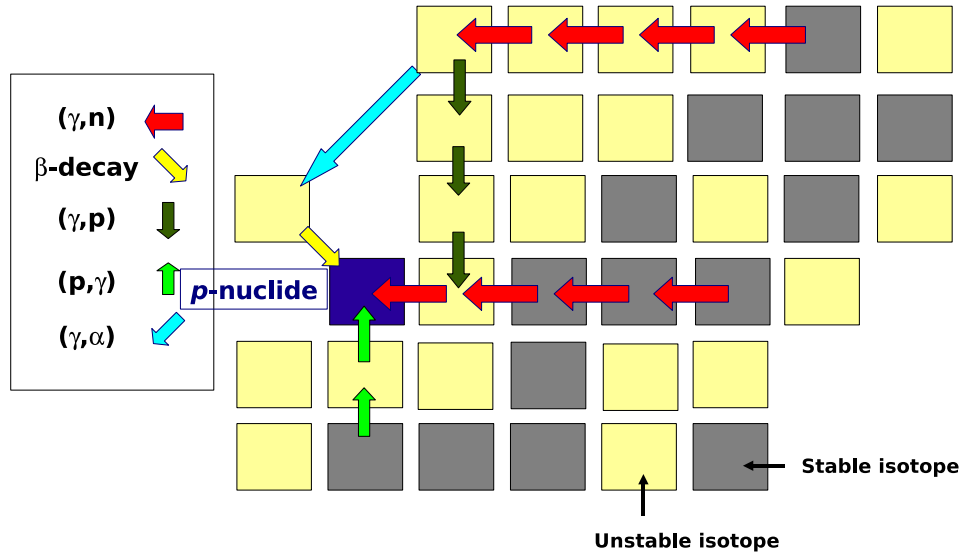 (γ,n)
β-decay
(γ,p)
(p,γ)
(γ,α)
p-nuclide
Stable isotope
Unstable isotope